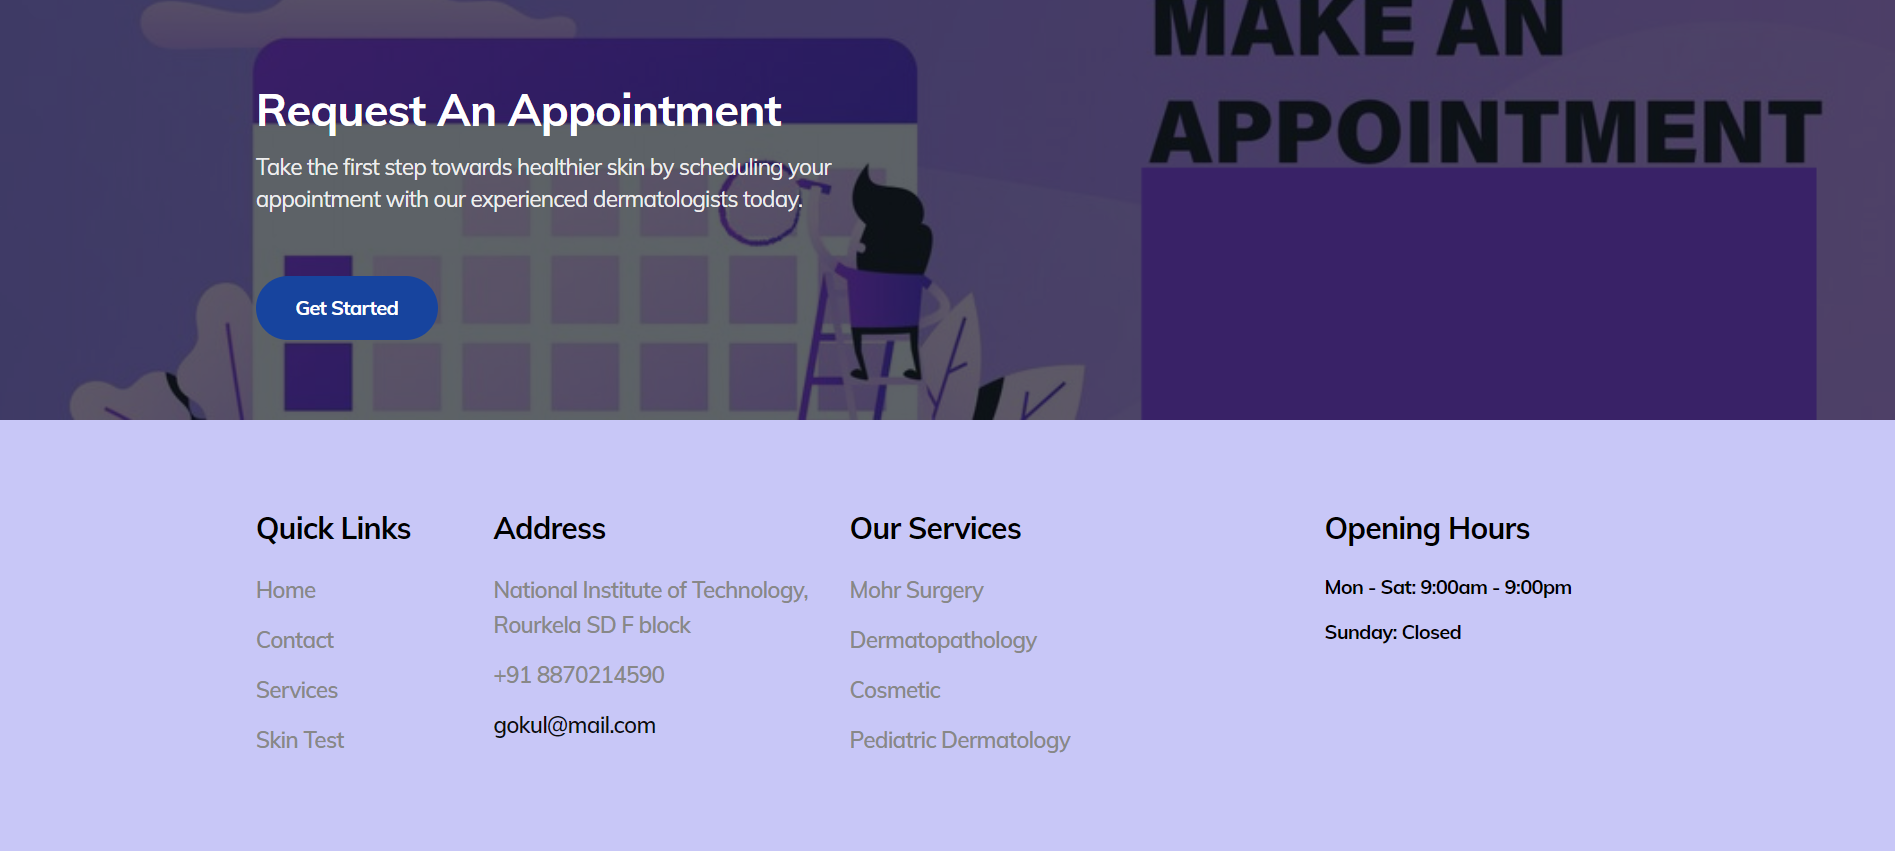 MAKE AN
APPOINTMENT
Request An Appointment
Take the first step towards healthier skin by scheduling your
appointment with our experienced dermatologists today.
Get Started
Quick Links
Home
Contact
Services
Skin Test
Address
National Institute of Technology,
Rourkela SD F block
+91 8870214590
gokul@mail.com
Our Services
Mohr Surgery
Dermatopathology
Cosmetic
Pediatric Dermatology
Opening Hours
Mon - Sat: 9:00am - 9:00pm
Sunday: Closed